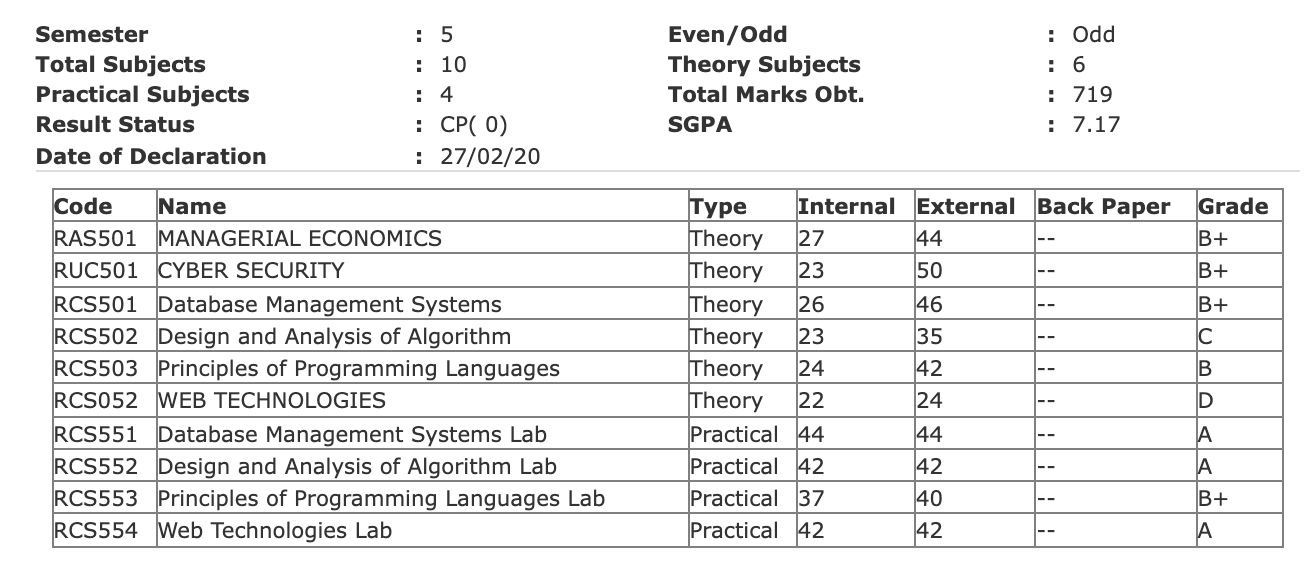 Semester : 5 Even/Odd : Odd
Total Subjects : 10 Theory Subjects : 6
Practical Subjects : 4 Total Marks Obt. : 719
Result Status : CP( 0) SGPA : 7.17
Date of Declaration : 27/02/20
Code Name Type Internal External Back Paper Grade
RAS501 MANAGERIAL ECONOMICS Theory 27 44 -- B+
RUC501 CYBER SECURITY Theory 23 50 -- B+
RCS501 Database Management Systems Theory 26 46 -- B+
RCS502 Design and Analysis of Algorithm Theory 23 35 -- C
RCS503 Principles of Programming Languages Theory 24 42 -- B
RCS052 WEB TECHNOLOGIES Theory 22 24 -- D
RCS551 Database Management Systems Lab Practical 44 44 -- A
RCS552 Design and Analysis of Algorithm Lab Practical 42 42 -- A
RCS553 Principles of Programming Languages Lab Practical 37 40 -- B+
RCS554 Web Technologies Lab Practical 42 42 -- A